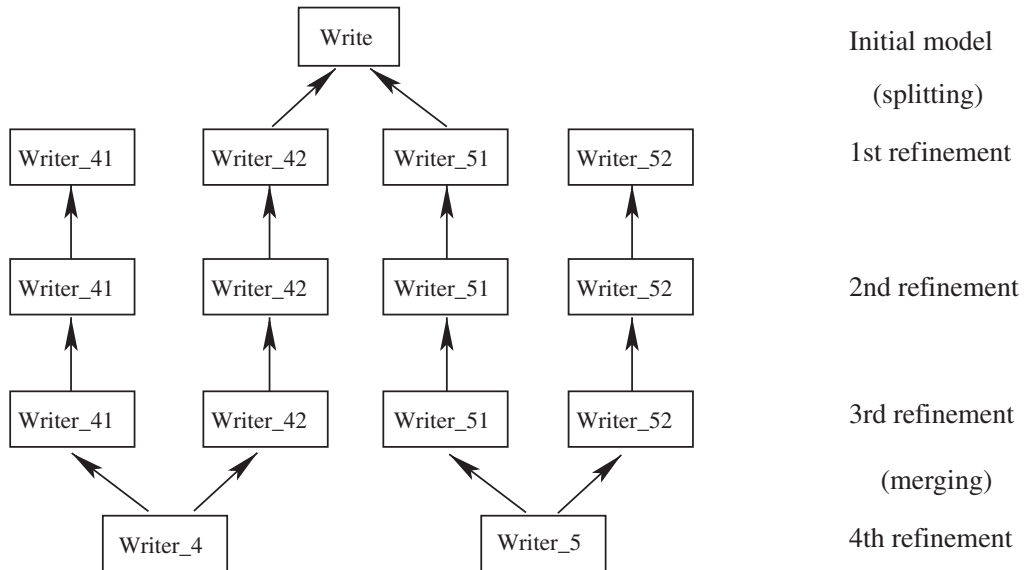 Write
Initial model
(splitting)
Writer_41 Writer_42 Writer_51 Writer_52 1st refinement
Writer_41 Writer_42 Writer_51 Writer_52 2nd refinement
Writer_41 Writer_42 Writer_51 Writer_52 3rd refinement
(merging)
Writer_4 Writer_5 4th refinement